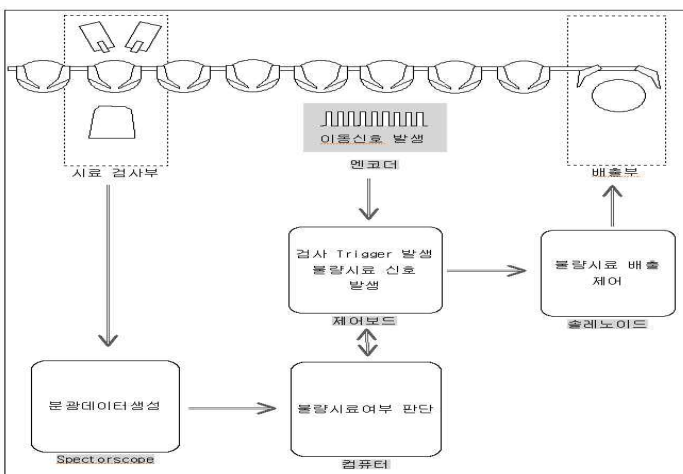 이동신호 발생
엔코더
시료 검사부
배출부
검사 Trigger 발생
불량시료 신호
발생
제어보드
불량시료 배출
제어
솔레노이드
분광데이터생성
Spectorscope
불량시료여부 판단
컴퓨터